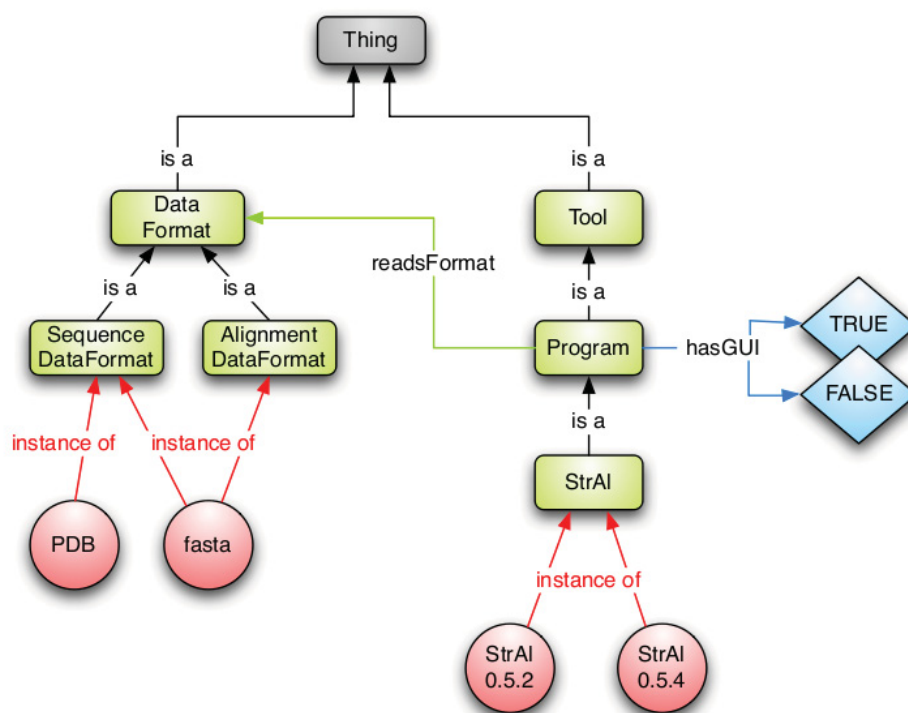 Thing
is a
is a
Data
Format
Tool
readsFormat
is a
is a
is a
Sequence
DataFormat
Alignment
DataFormat
Program
hasGUI
TRUE
FALSE
is a
instance of
instance of
StrAl
PDB
fasta
instance of
StrAl
0.5.2
StrAl
0.5.4